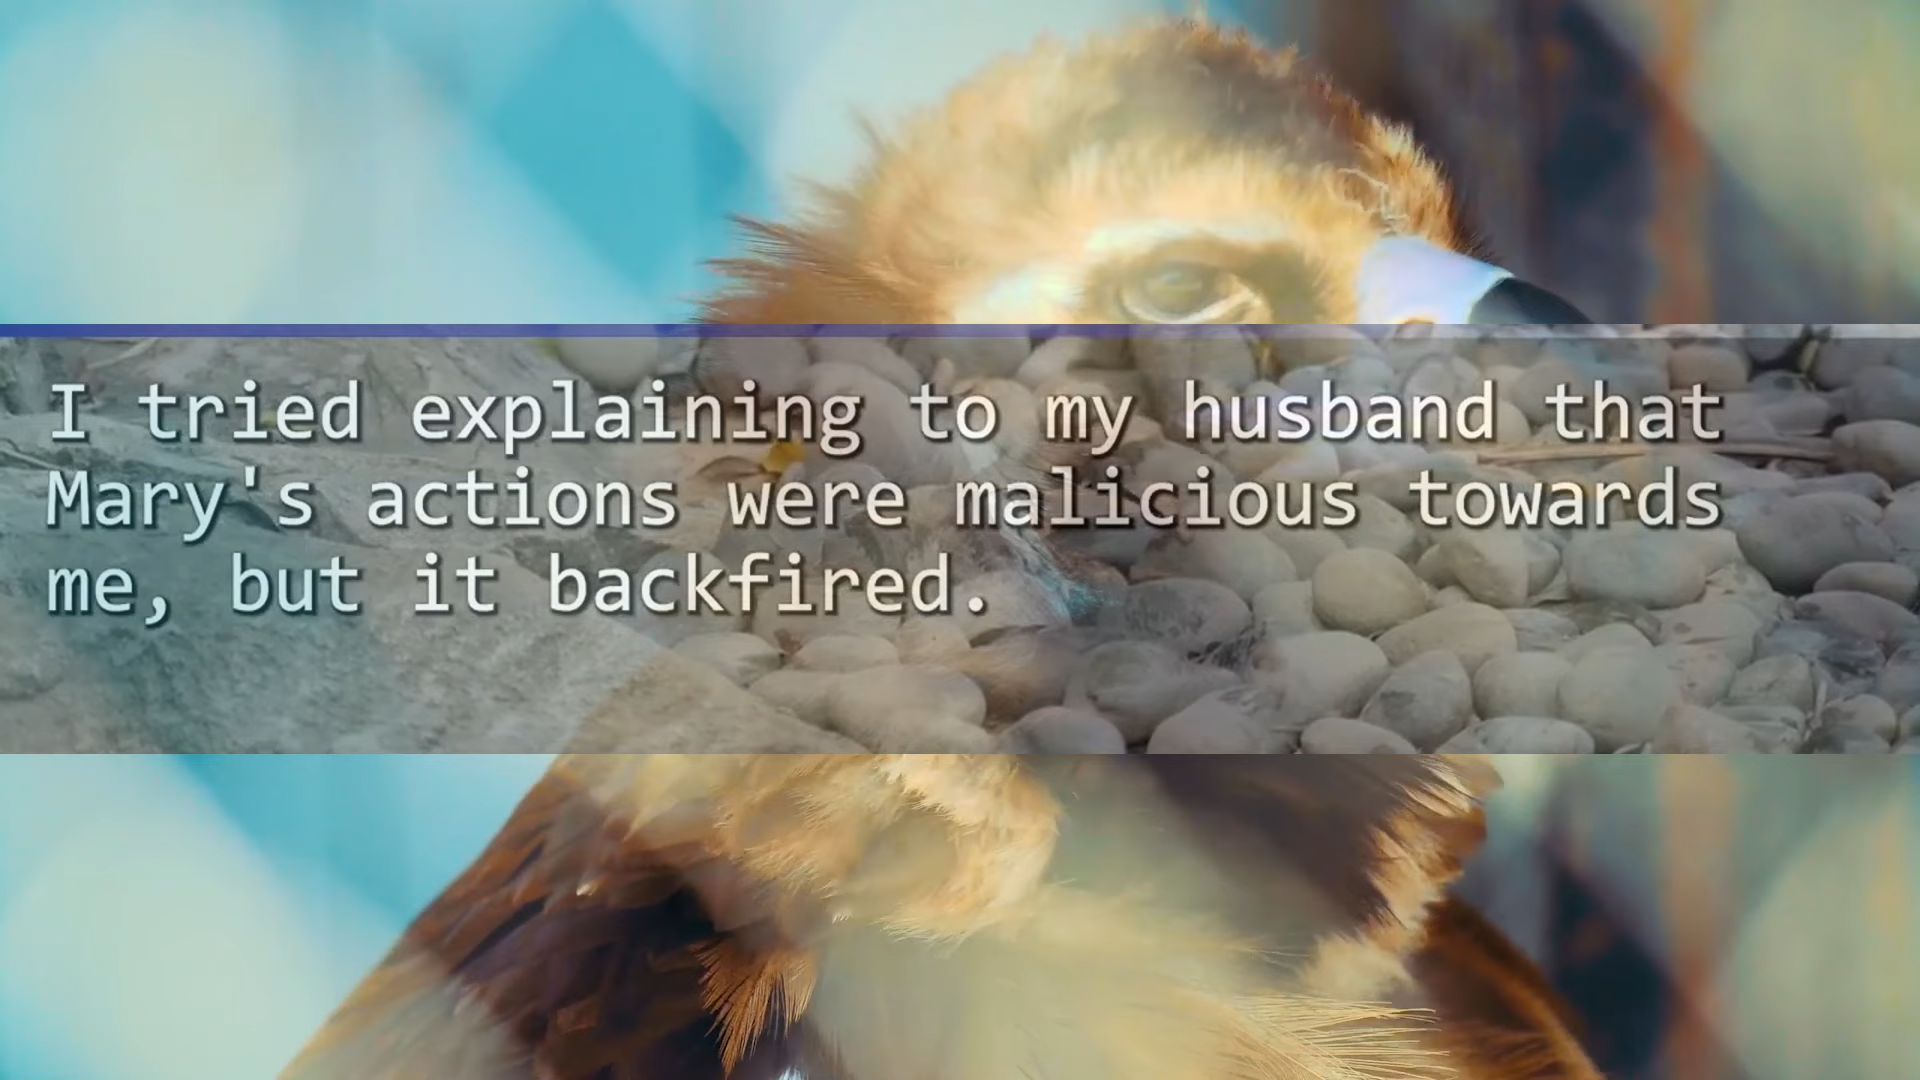 I tried explaining to my husband that
Mary's actions were malicious towards
me, but it backfired.